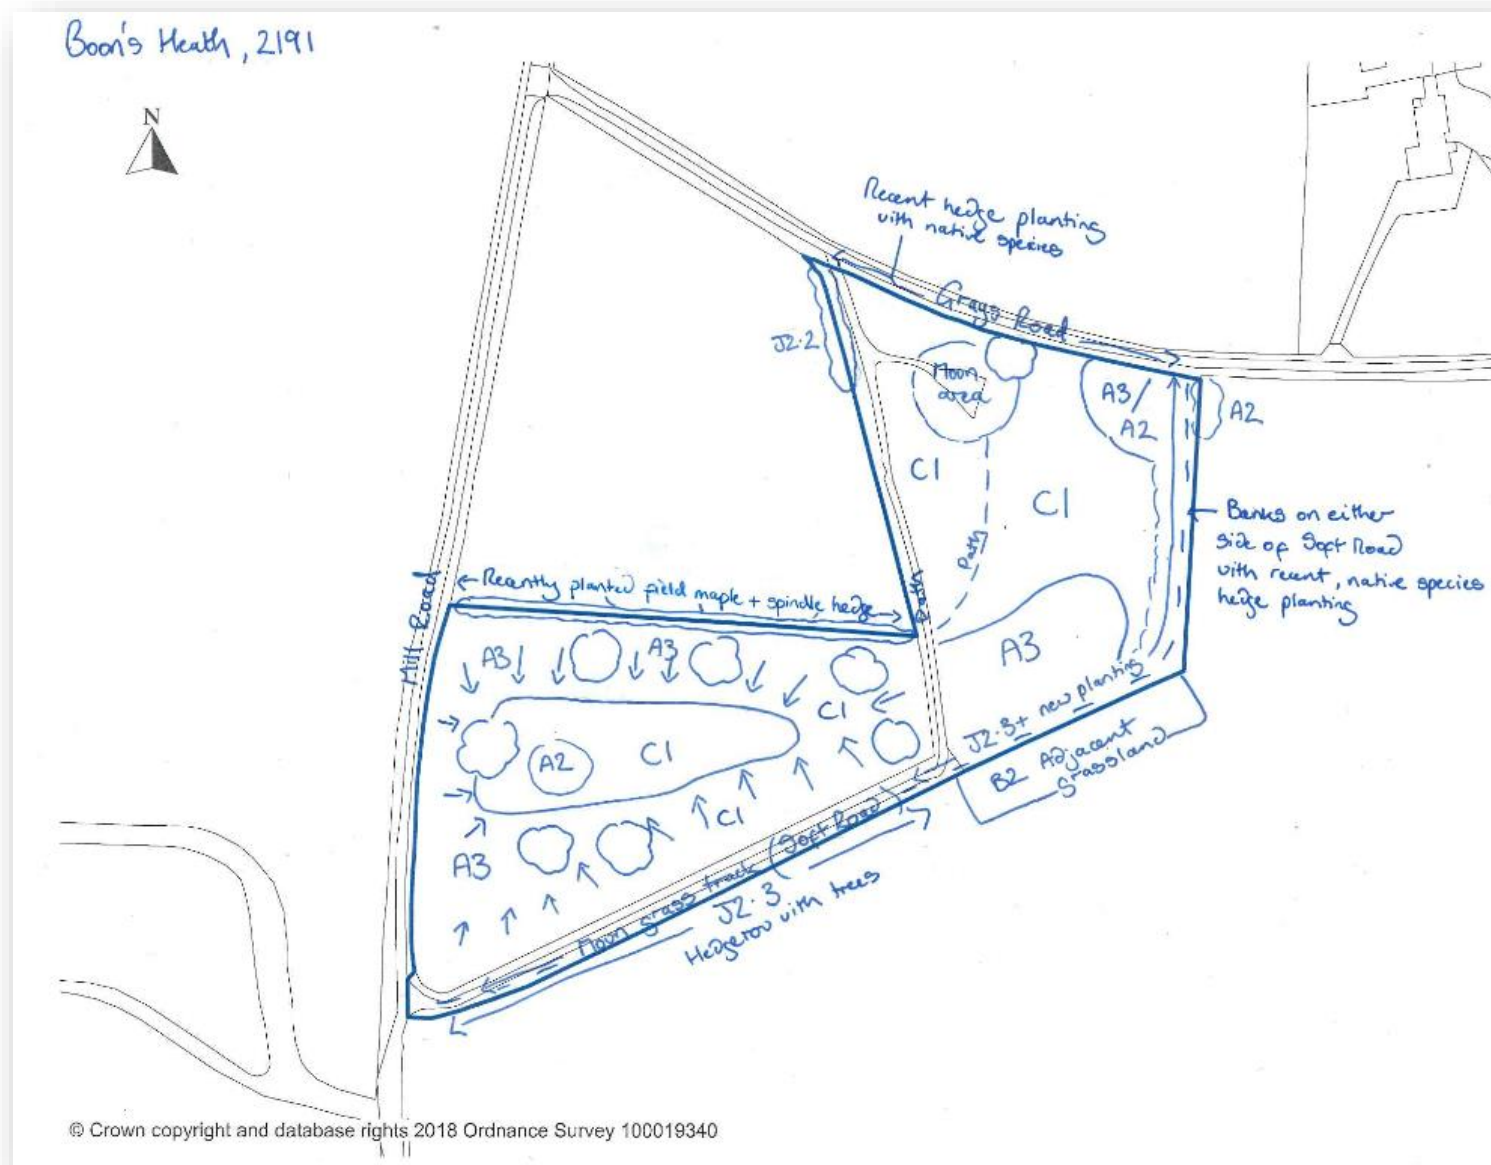 Boon's Heath, 2191
N
Recent hedge planting
with native species
Grays Road
J2.2
Mown
area
A3/
A2
A2
C1
C1
Path
Banks on either
side of Soft Road
with recent, native species
hedge planting
Mill Road
← Recently planted field maple + spindle hedge →
A3
A3
A3
C1
J2.3 + new planting
B2 Adjacent
grassland
A2
C1
C1
A3
Mown grass track (Soft Road)
J2.3
Hedgerow with trees
© Crown copyright and database rights 2018 Ordnance Survey 100019340